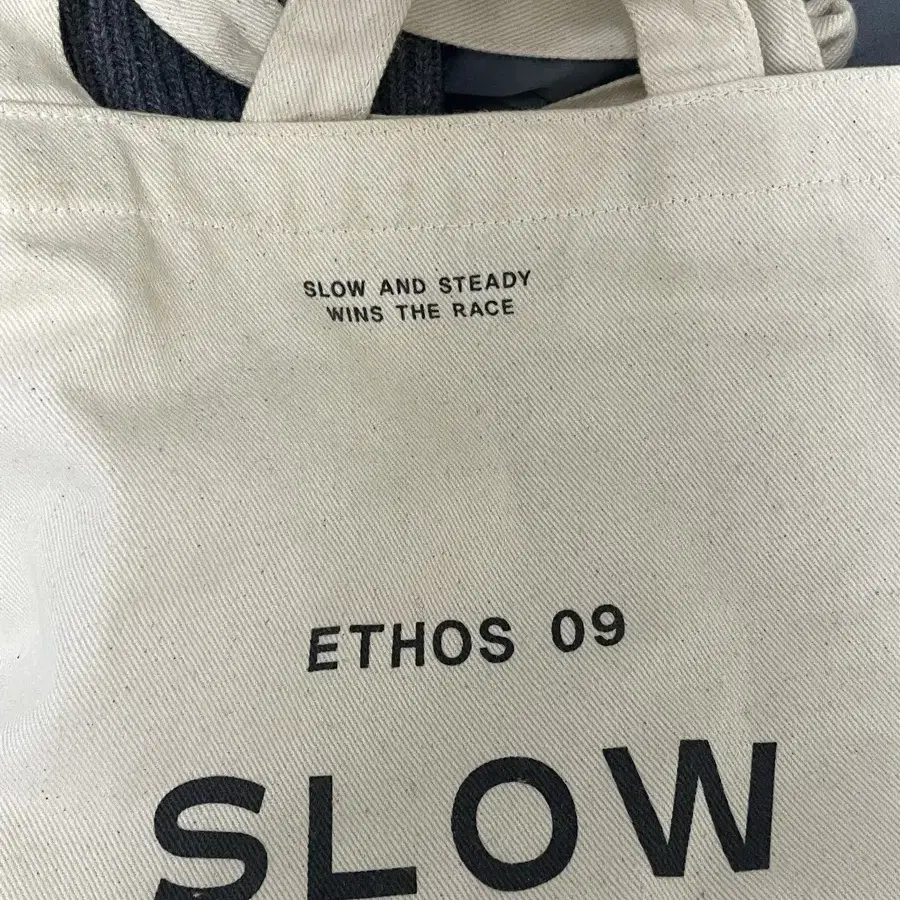 SLOW AND STEADY
WINS THE RACE
ETHOS 09
SLOW